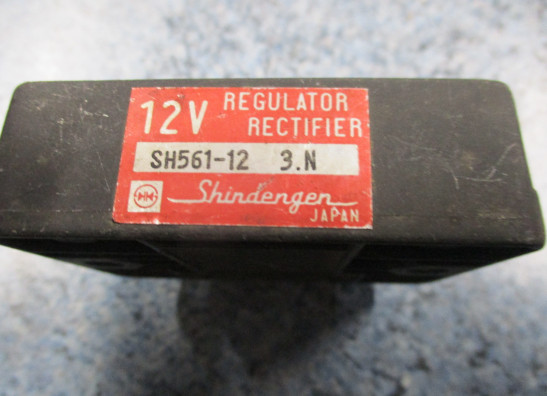 12V REGULATOR
RECTIFIER
SH561-12 3.N
Shindengen
JAPAN